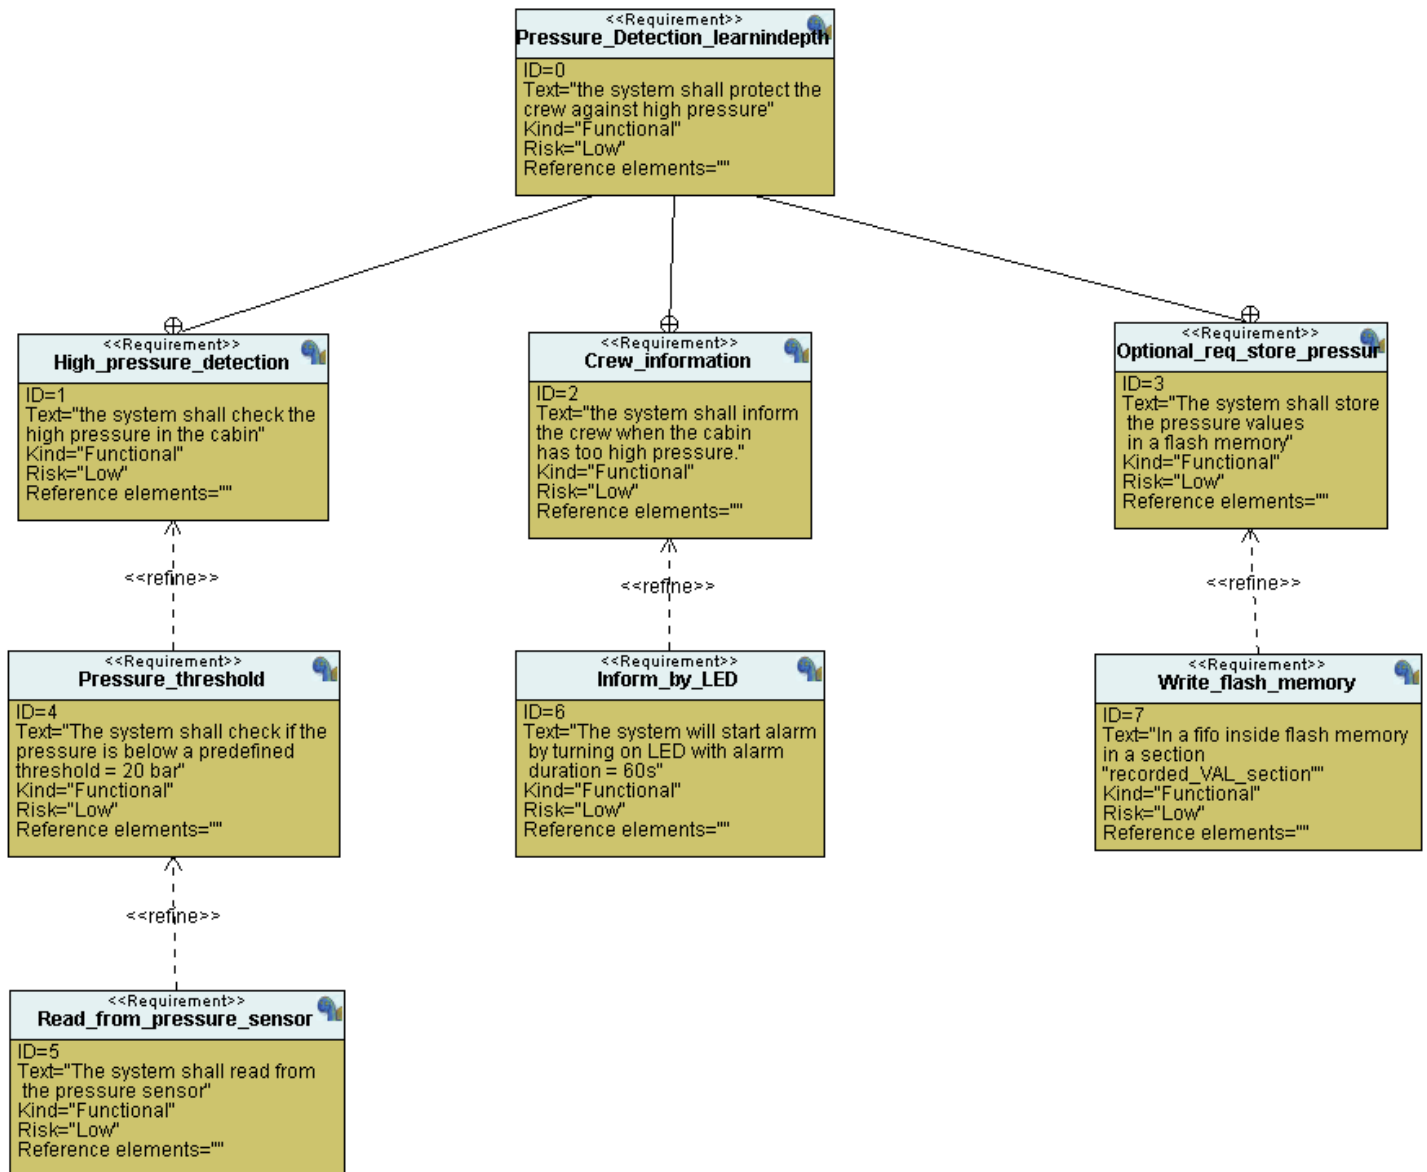 <<Requirement>>
Pressure_Detection_learnindepth
ID=0
Text="the system shall protect the
crew against high pressure"
Kind="Functional"
Risk="Low"
Reference elements=""
<<Requirement>>
High_pressure_detection
ID=1
Text="the system shall check the
high pressure in the cabin"
Kind="Functional"
Risk="Low"
Reference elements=""
<<Requirement>>
Crew_information
ID=2
Text="the system shall inform
the crew when the cabin
has too high pressure."
Kind="Functional"
Risk="Low"
Reference elements=""
<<Requirement>>
Optional_req_store_pressur
ID=3
Text="The system shall store
the pressure values
in a flash memory"
Kind="Functional"
Risk="Low"
Reference elements=""
<<refine>>
<<refine>>
<<refine>>
<<Requirement>>
Pressure_threshold
ID=4
Text="The system shall check if the
pressure is below a predefined
threshold = 20 bar"
Kind="Functional"
Risk="Low"
Reference elements=""
<<Requirement>>
Inform_by_LED
ID=6
Text="The system will start alarm
by turning on LED with alarm
duration = 60s"
Kind="Functional"
Risk="Low"
Reference elements=""
<<Requirement>>
Write_flash_memory
ID=7
Text="In a fifo inside flash memory
in a section
"recorded_VAL_section""
Kind="Functional"
Risk="Low"
Reference elements=""
<<refine>>
<<Requirement>>
Read_from_pressure_sensor
ID=5
Text="The system shall read from
the pressure sensor"
Kind="Functional"
Risk="Low"
Reference elements=""